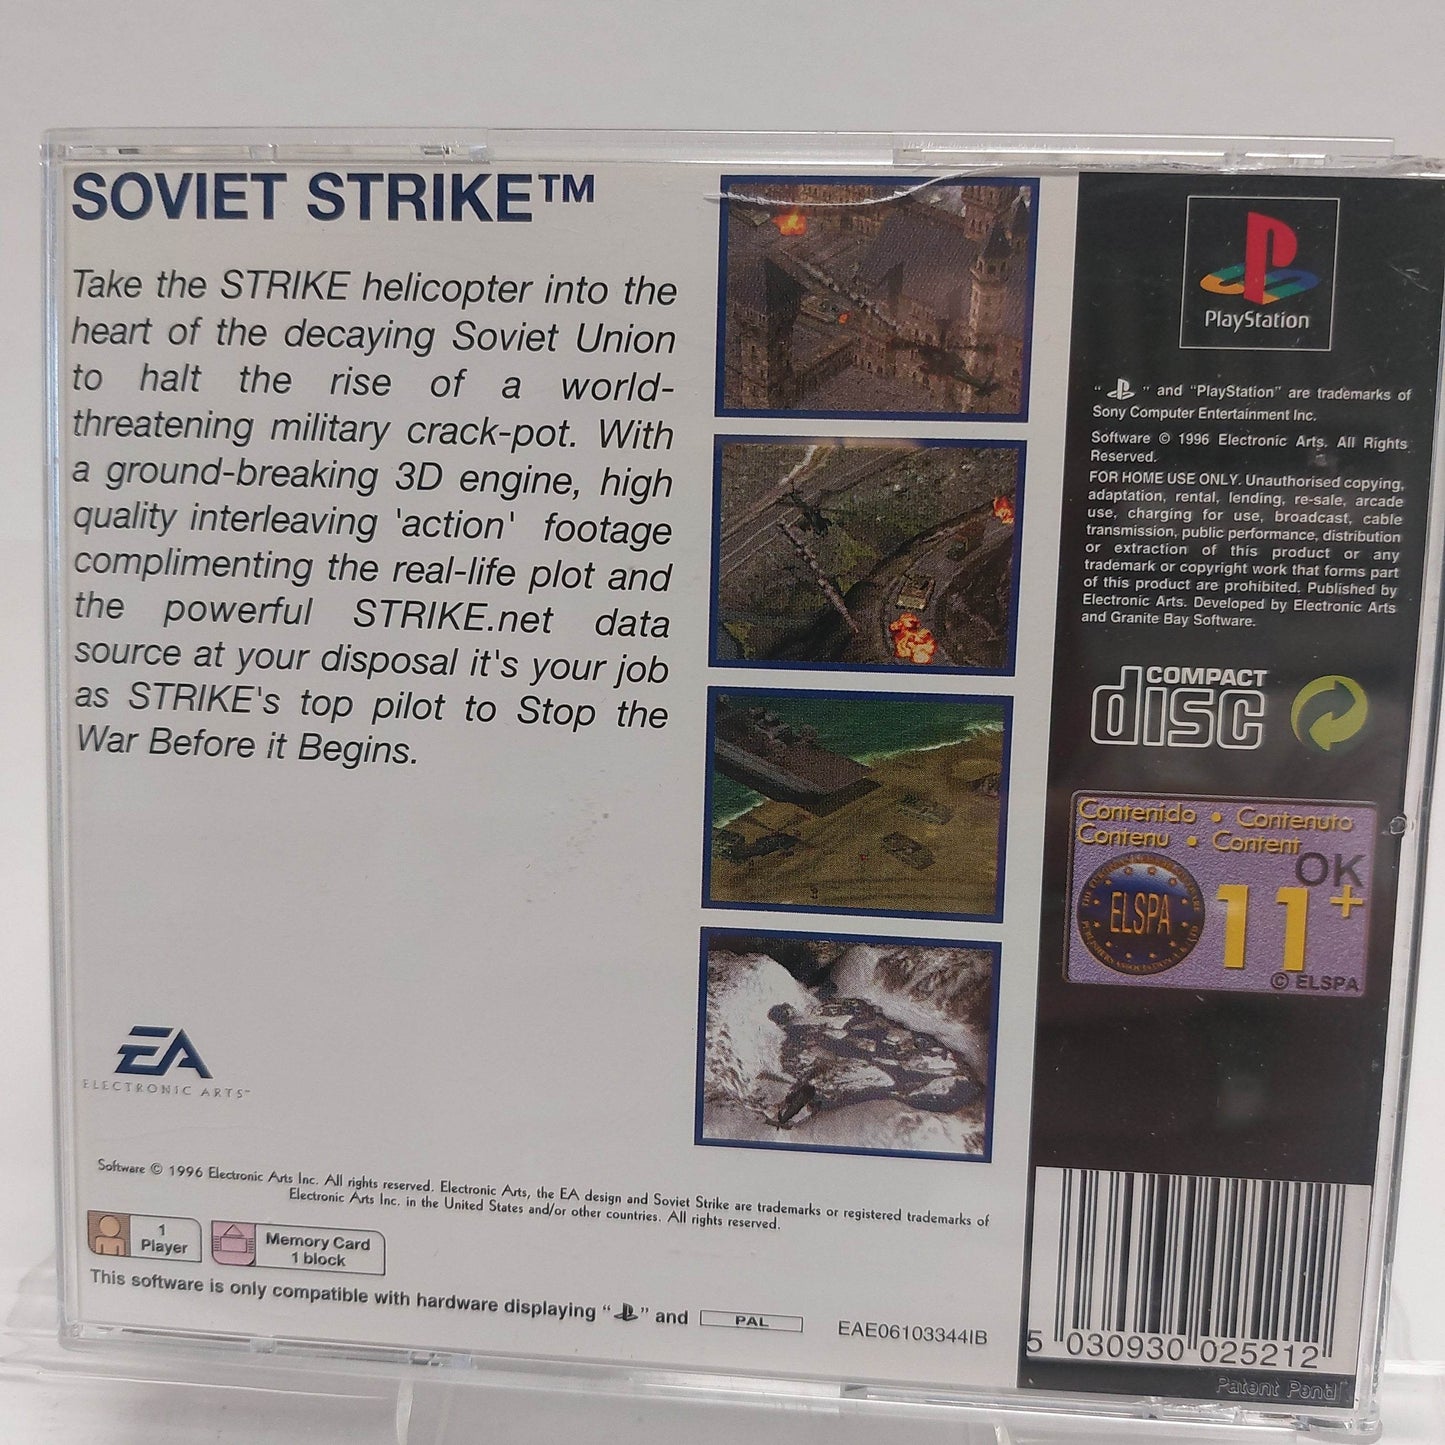 SOVIET STRIKE™
Take the STRIKE helicopter into the
heart of the decaying Soviet Union
to halt the rise of a world-
threatening military crack-pot. With
a ground-breaking 3D engine, high
quality interleaving 'action' footage
complimenting the real-life plot and
the powerful STRIKE.net data
source at your disposal it's your job
as STRIKE's top pilot to Stop the
War Before it Begins.
EA
ELECTRONIC ARTS™
Software © 1996 Electronic Arts Inc. All rights reserved. Electronic Arts, the EA design and Soviet Strike are trademarks or registered trademarks of
Electronic Arts Inc. in the United States and/or other countries. All rights reserved.
1
Player
Memory Card
1 block
This software is only compatible with hardware displaying " " and PAL
EAE06103344IB
PlayStation
" " and "PlayStation" are trademarks of
Sony Computer Entertainment Inc.
Software © 1996 Electronic Arts. All Rights
Reserved.
FOR HOME USE ONLY. Unauthorised copying,
adaptation, rental, lending, re-sale, arcade
use, charging for use, broadcast, cable
transmission, public performance, distribution
or extraction of this product or any
trademark or copyright work that forms part
of this product are prohibited. Published by
Electronic Arts. Developed by Electronic Arts
and Granite Bay Software.
COMPACT
disc
Contenido • Contenuto
Contenu • Content
OK
ELSPA
11+
© ELSPA
5 030930 025212
Patent Pend